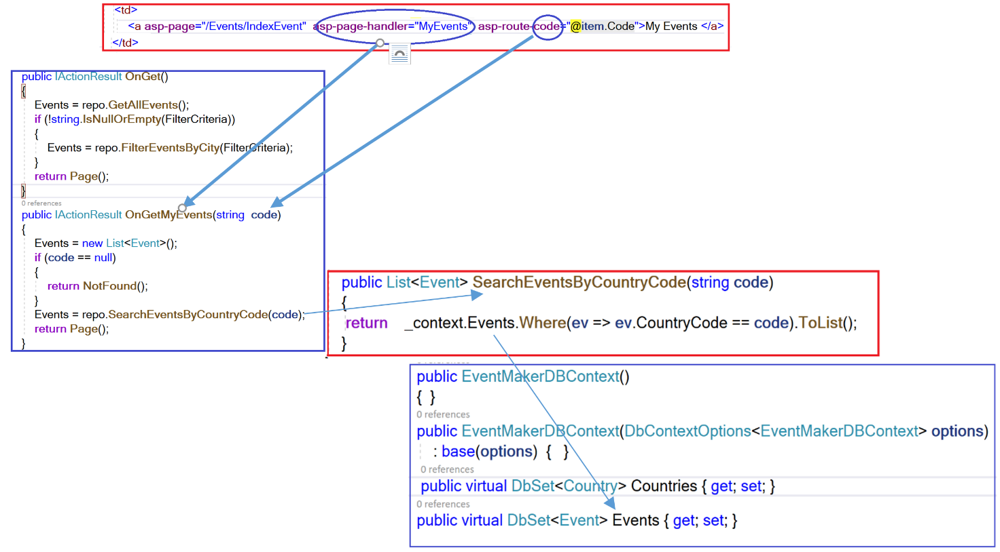 <td>
<a asp-page="/Events/IndexEvent" asp-page-handler="MyEvents" asp-route-code="@item.Code">My Events </a>
</td>
public IActionResult OnGet()
{
Events = repo.GetAllEvents();
if (!string.IsNullOrEmpty(FilterCriteria))
{
Events = repo.FilterEventsByCity(FilterCriteria);
}
return Page();
}
0 references
public IActionResult OnGetMyEvents(string code)
{
Events = new List<Event>();
if (code == null)
{
return NotFound();
}
Events = repo.SearchEventsByCountryCode(code);
return Page();
}
public List<Event> SearchEventsByCountryCode(string code)
{
return _context.Events.Where(ev => ev.CountryCode == code).ToList();
}
public EventMakerDBContext()
{ }
0 references
public EventMakerDBContext(DbContextOptions<EventMakerDBContext> options)
: base(options) { }
0 references
public virtual DbSet<Country> Countries { get; set; }
0 references
public virtual DbSet<Event> Events { get; set; }